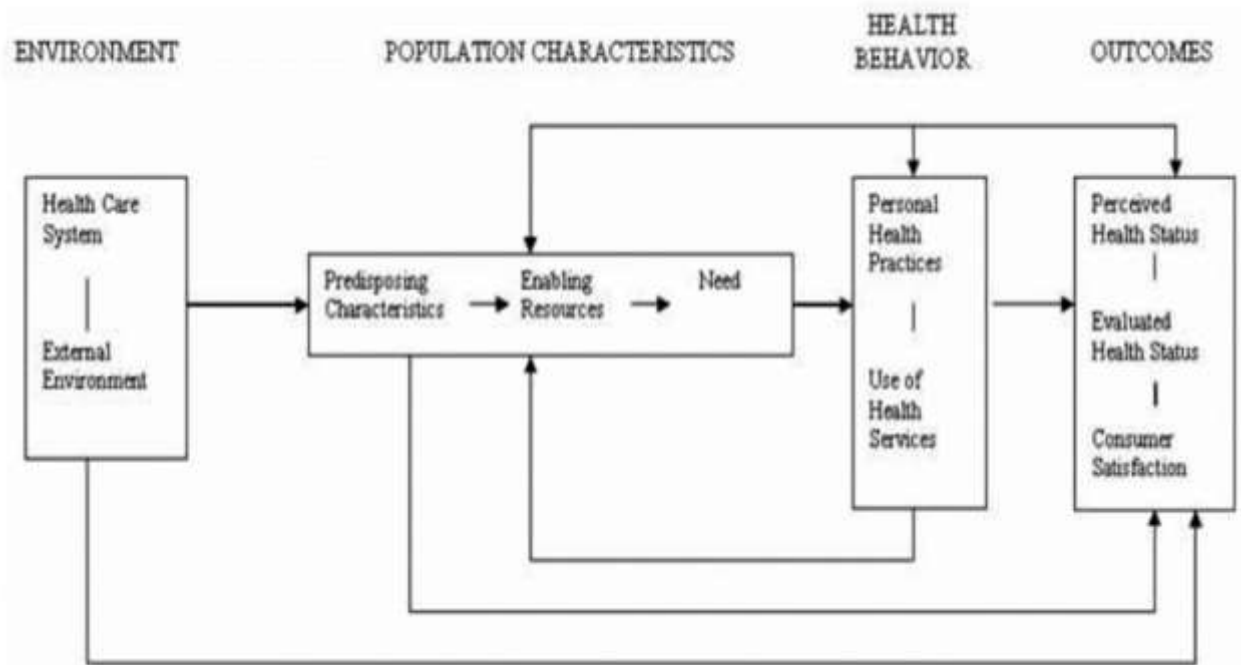 ENVIRONMENT
POPULATION CHARACTERISTICS
HEALTH
BEHAVIOR
OUTCOMES
Health Care
System
External
Environment
Predisposing
Characteristics
Enabling
Resources
Need
Personal
Health
Practices
Use of
Health
Services
Perceived
Health Status
Evaluated
Health Status
Consumer
Satisfaction